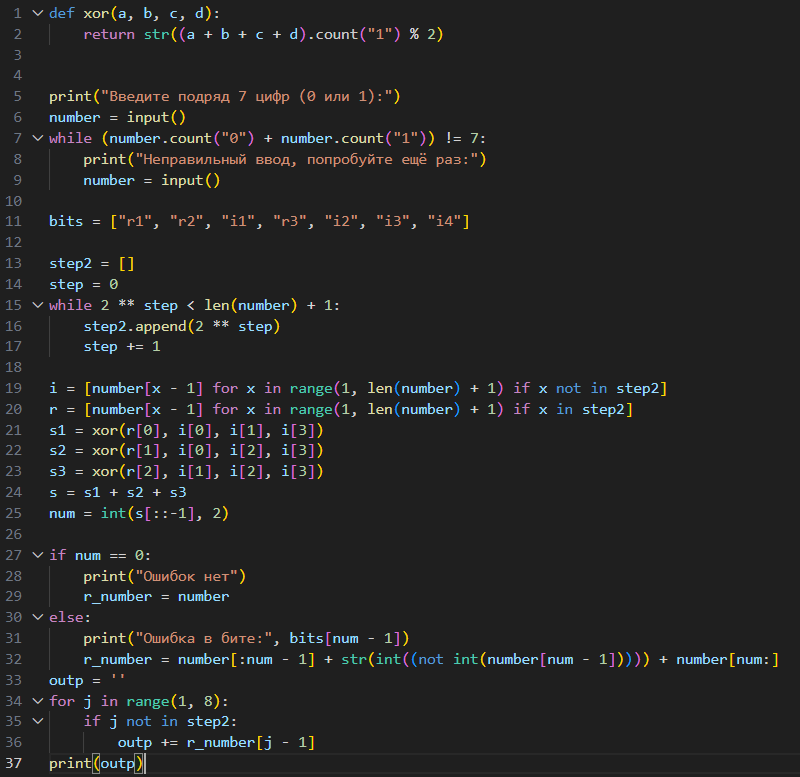 1 def xor(a, b, c, d):
2     return str((a + b + c + d).count("1") % 2)
3
4
5 print("Введите подряд 7 цифр (0 или 1):")
6 number = input()
7 while (number.count("0") + number.count("1")) != 7:
8     print("Неправильный ввод, попробуйте ещё раз:")
9     number = input()
10
11 bits = ["r1", "r2", "i1", "r3", "i2", "i3", "i4"]
12
13 step2 = []
14 step = 0
15 while 2 ** step < len(number) + 1:
16     step2.append(2 ** step)
17     step += 1
18
19 i = [number[x - 1] for x in range(1, len(number) + 1) if x not in step2]
20 r = [number[x - 1] for x in range(1, len(number) + 1) if x in step2]
21 s1 = xor(r[0], i[0], i[1], i[3])
22 s2 = xor(r[1], i[0], i[2], i[3])
23 s3 = xor(r[2], i[1], i[2], i[3])
24 s = s1 + s2 + s3
25 num = int(s[::-1], 2)
26
27 if num == 0:
28     print("Ошибок нет")
29     r_number = number
30 else:
31     print("Ошибка в бите:", bits[num - 1])
32     r_number = number[:num - 1] + str(int((not int(number[num - 1])))) + number[num:]
33 outp = ''
34 for j in range(1, 8):
35     if j not in step2:
36         outp += r_number[j - 1]
37 print(outp)